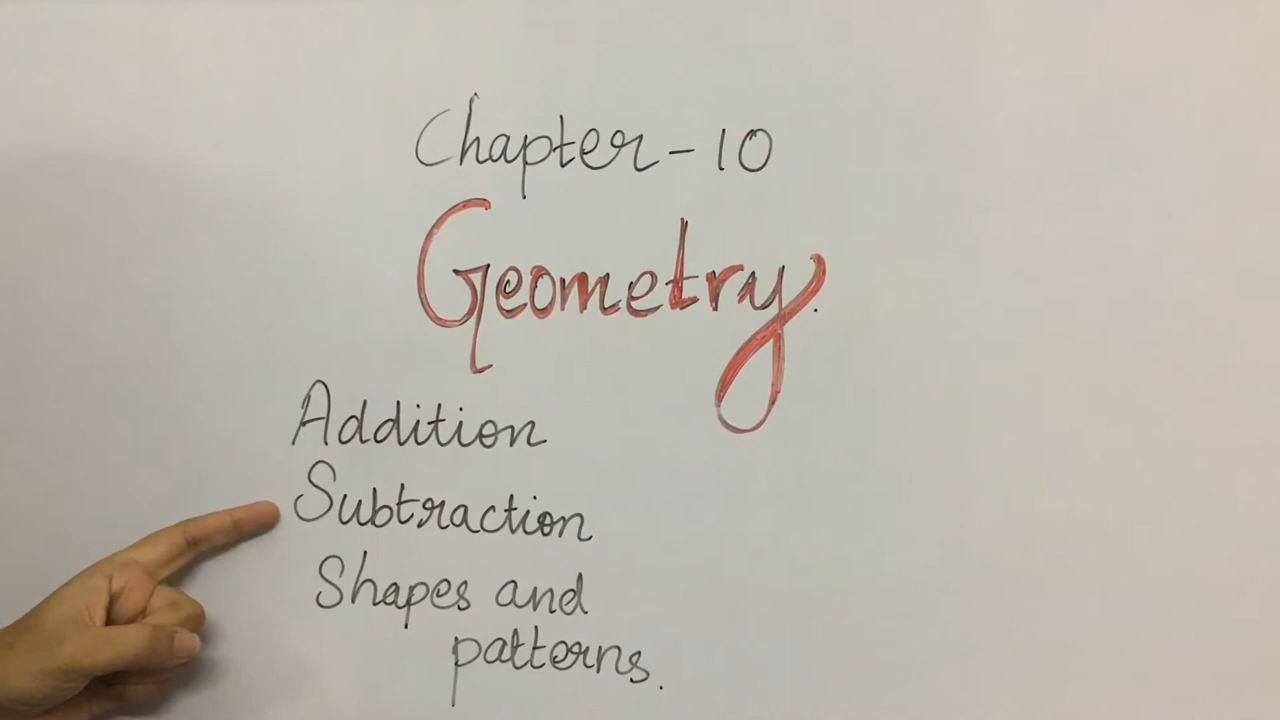 Chapter-10
Geometry.
Addition
Subtraction
Shapes and
patterns.